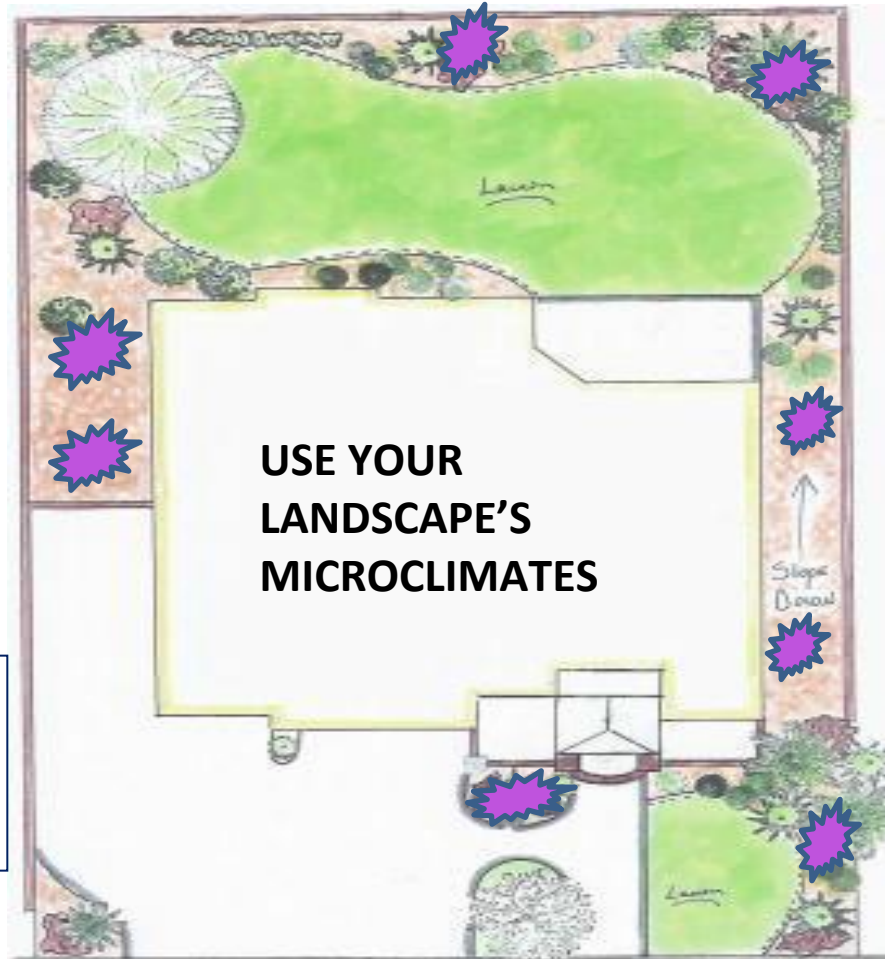 Lawn
USE YOUR
LANDSCAPE’S
MICROCLIMATES
Slope
Down
Lawn